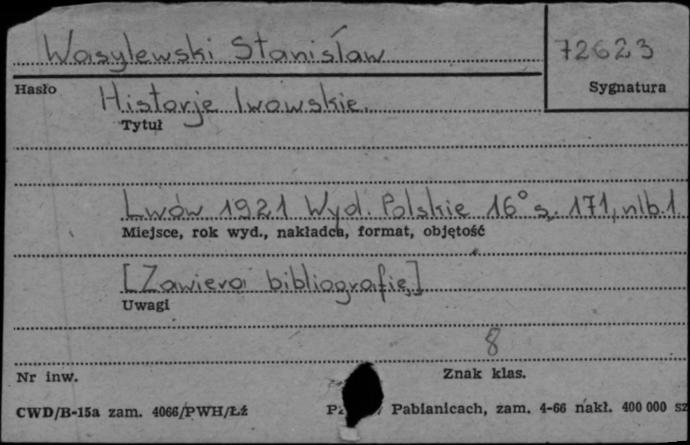 Wasylewski Stanisław 72623
Hasło Sygnatura
Historje lwowskie.
Tytuł
Lwów 1921 Wyd. Polskie 16° s. 171, nlb.1.
Miejsce, rok wyd., nakładca, format, objętość
[Zawiera bibliografię]
Uwagi
8
Nr inw. Znak klas.
CWD/B-15a zam. 4066/PWH/Łź Pabianicach, zam. 4-66 nakł. 400 000 sz